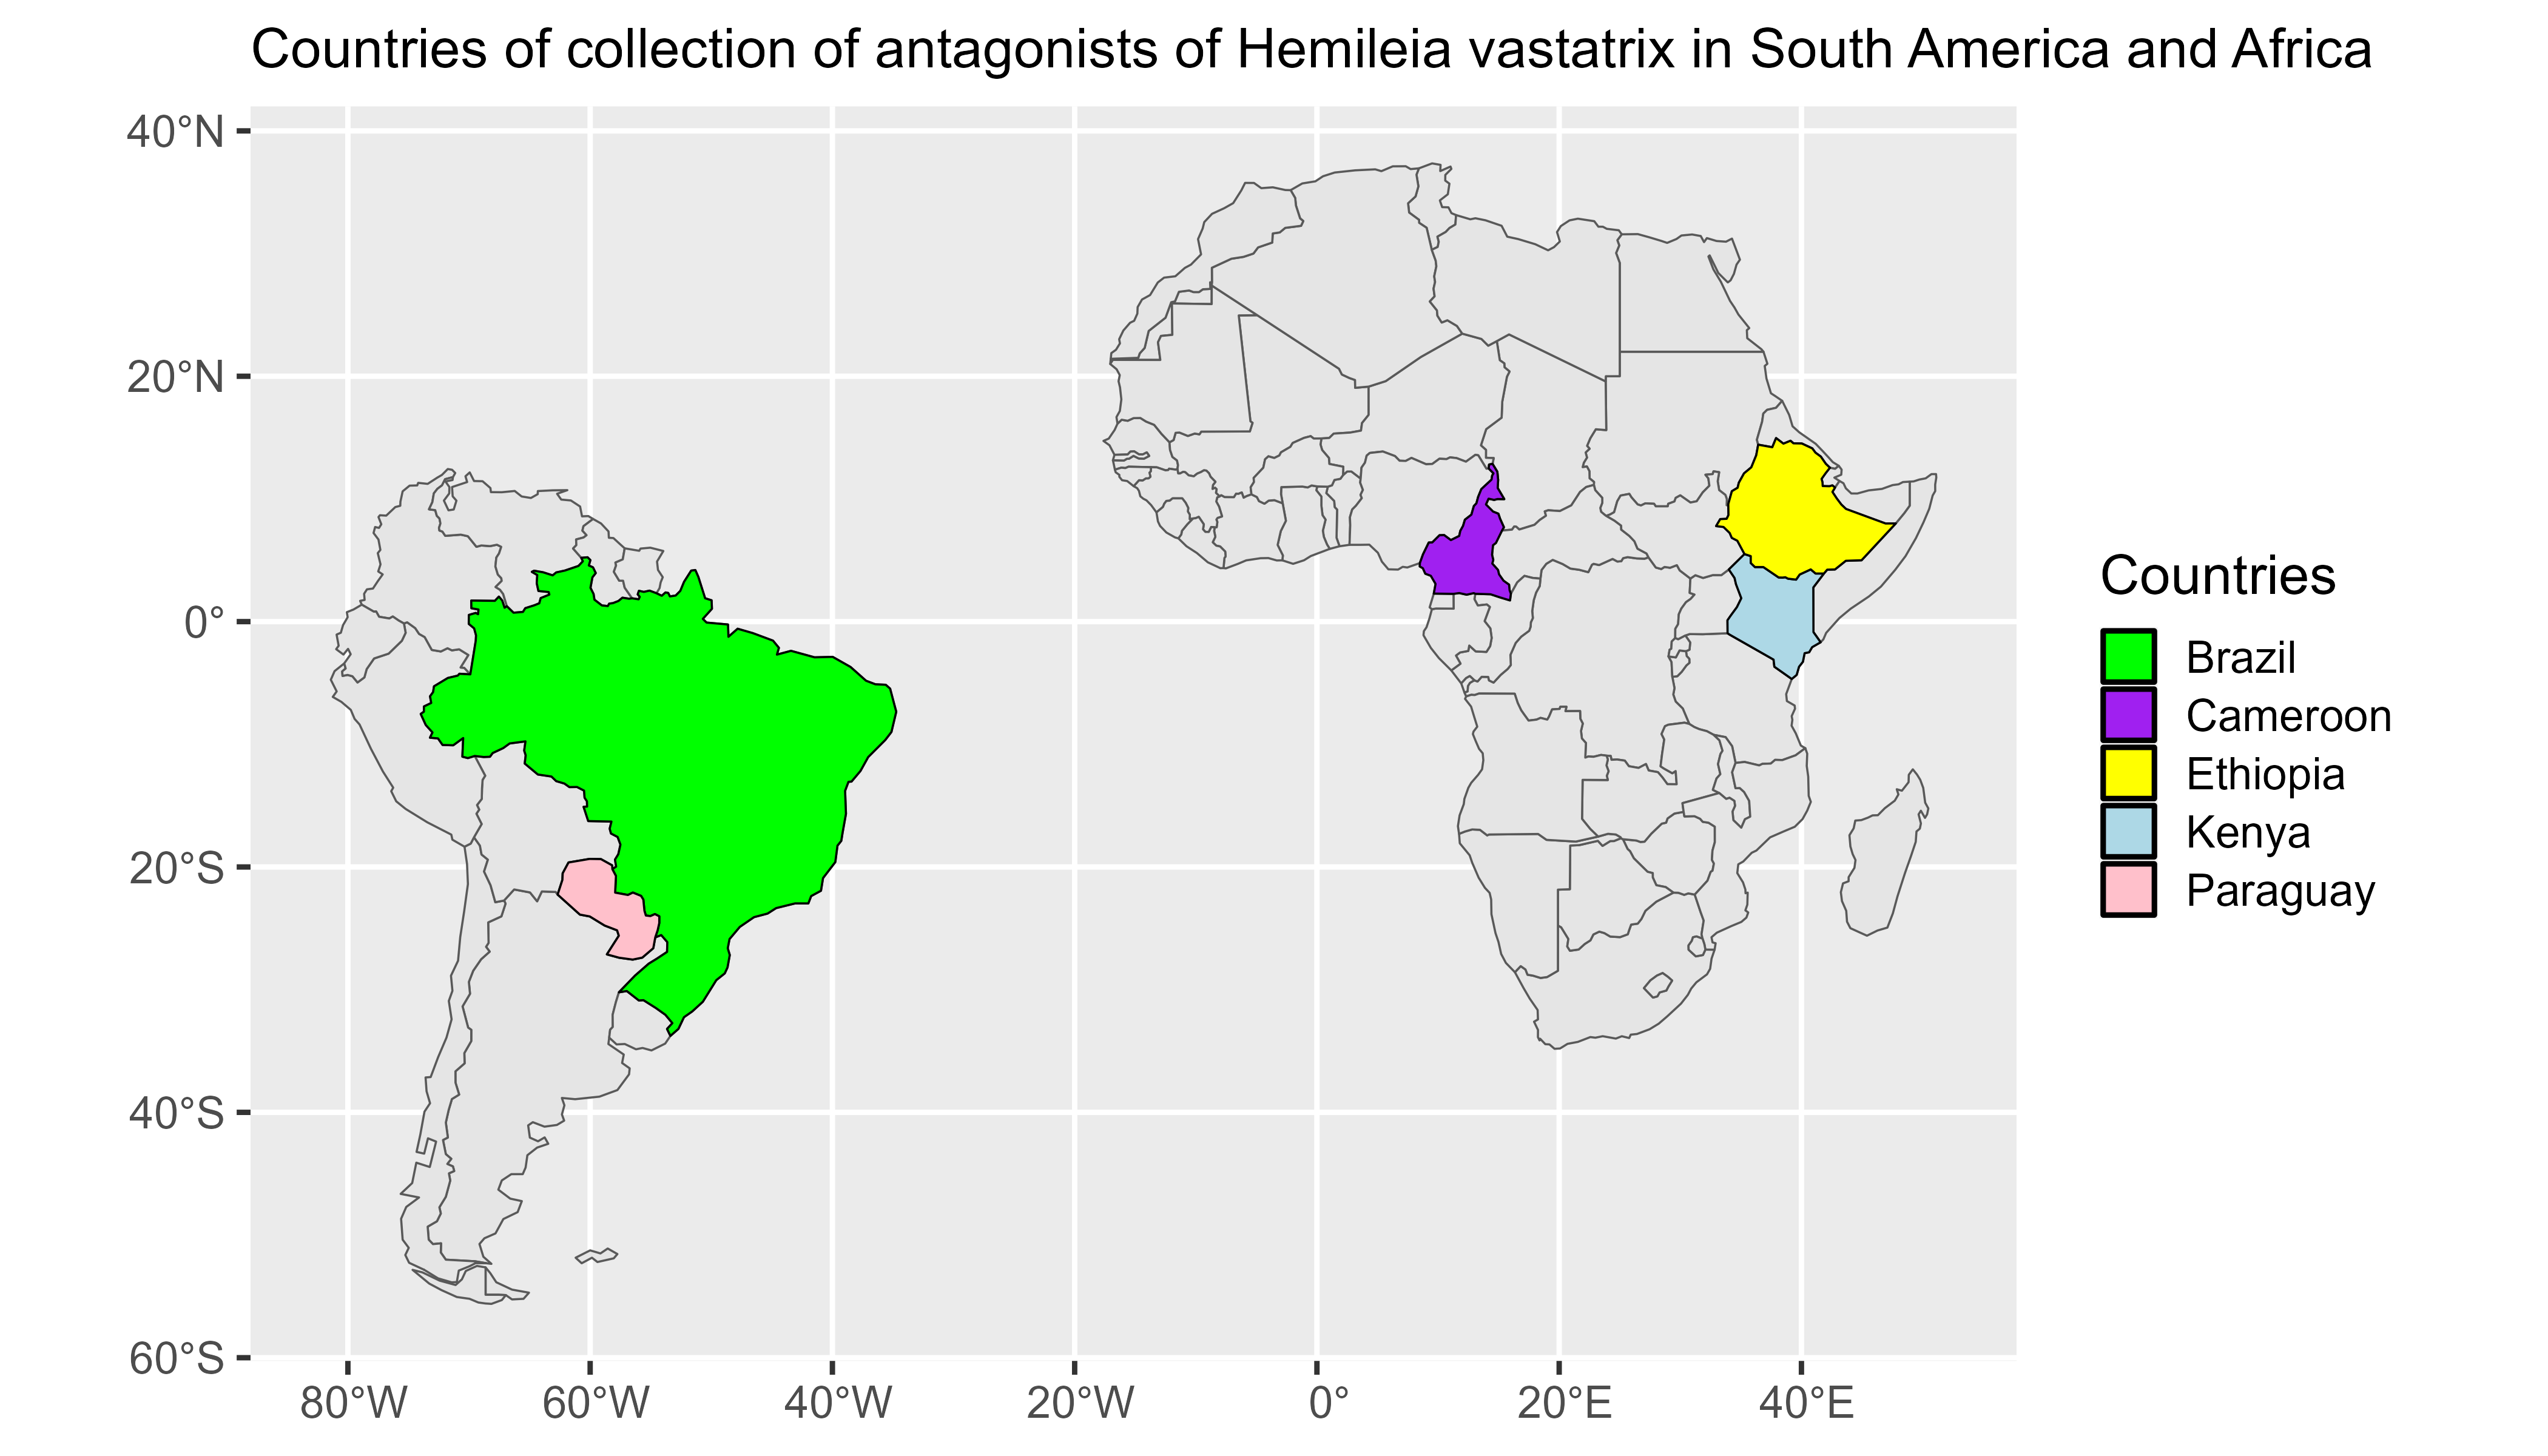 Countries of collection of antagonists of Hemileia vastatrix in South America and Africa
40°N
20°N
0°
20°S
40°S
60°S
80°W
60°W
40°W
20°W
0°
20°E
40°E
Countries
Brazil
Cameroon
Ethiopia
Kenya
Paraguay